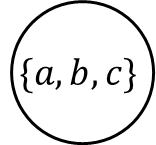 {a, b, c}